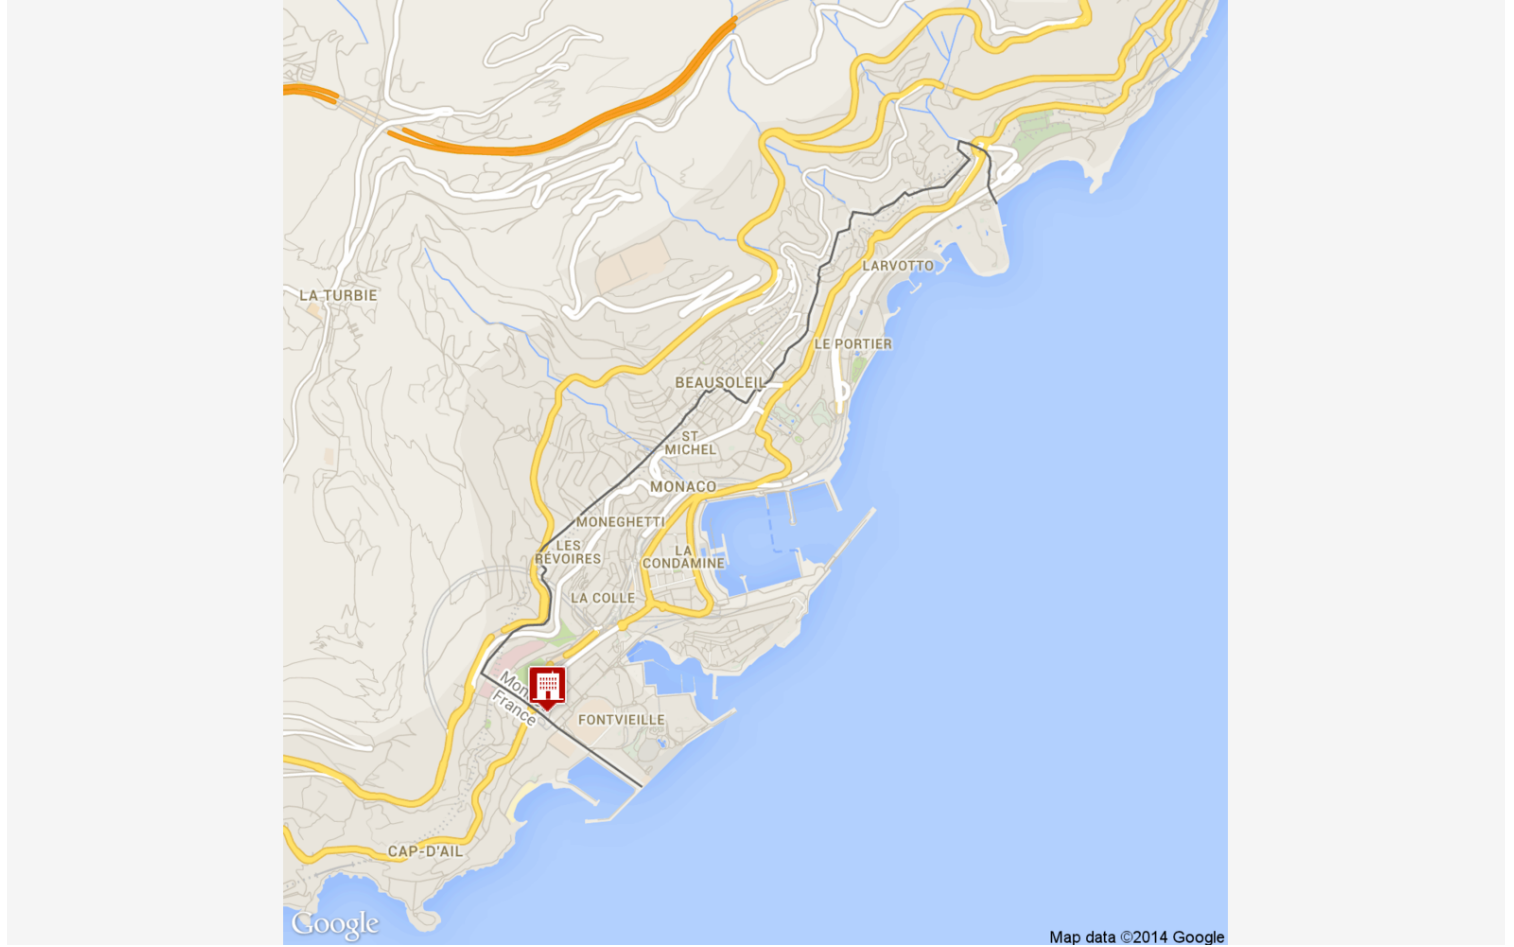 LARVOTTO
LA TURBIE
LE PORTIER
BEAUSOLEIL
ST
MICHEL
MONACO
MONEGHETTI
LES
RÉVOIRES
LA
CONDAMINE
LA COLLE
France
FONTVIEILLE
CAP-D'AIL
Google
Map data ©2014 Google